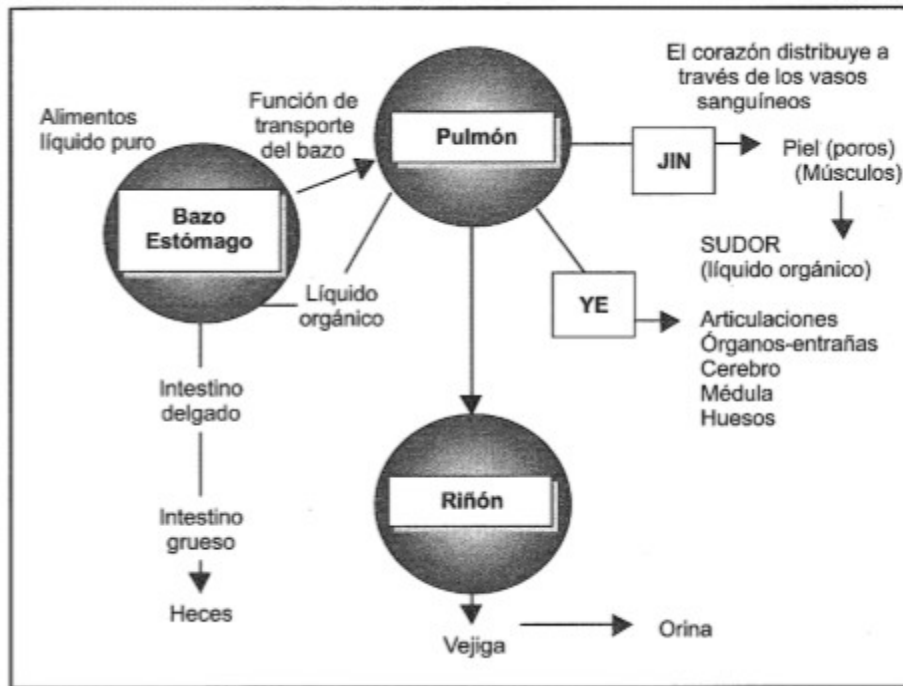 Alimentos
líquido puro
Bazo
Estómago
Función de
transporte
del bazo
Líquido
orgánico
Pulmón
El corazón distribuye a
través de los vasos
sanguíneos
JIN
Piel (poros)
(Músculos)
SUDOR
(líquido orgánico)
YE
Articulaciones
Órganos-entrañas
Cerebro
Médula
Huesos
Intestino
delgado
Intestino
grueso
Heces
Riñón
Vejiga
Orina